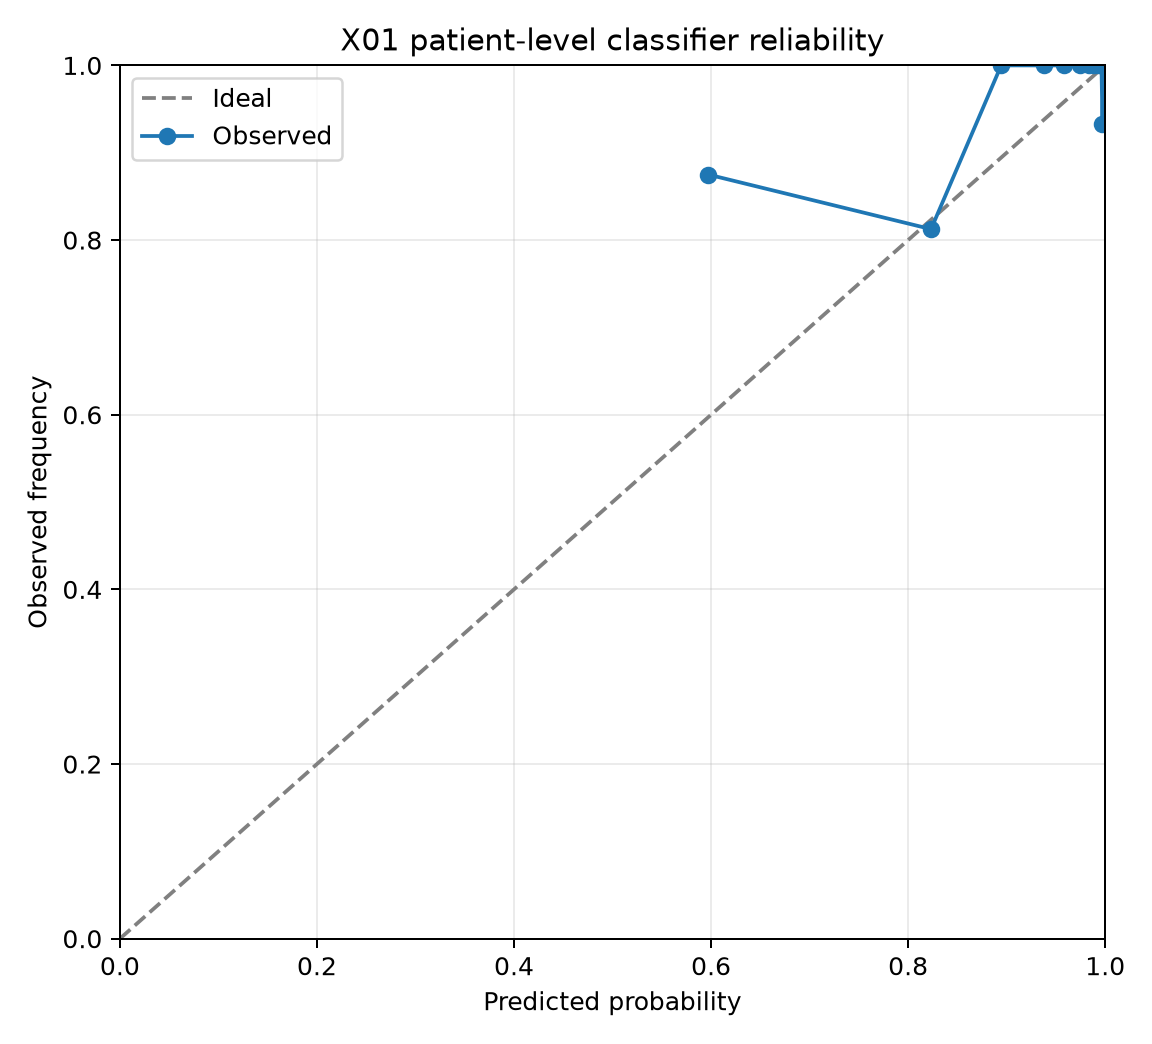 X01 patient-level classifier reliability
Ideal
Observed
Observed frequency
1.0
0.8
0.6
0.4
0.2
0.0
0.0 0.2 0.4 0.6 0.8 1.0
Predicted probability